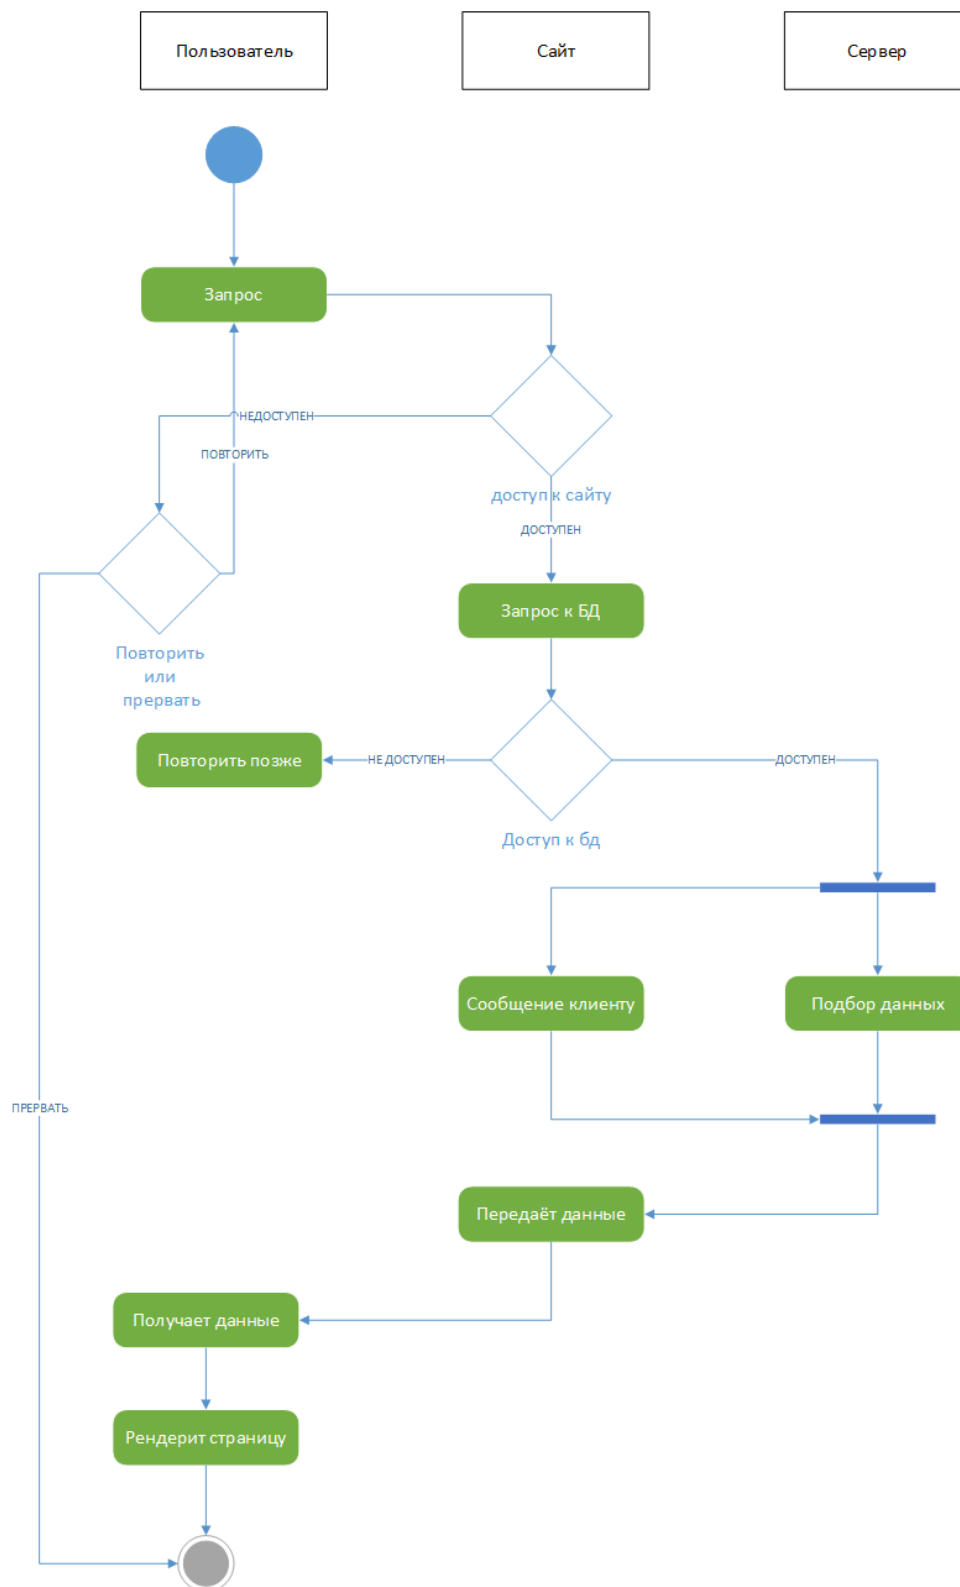 Пользователь
Сайт
Сервер
Запрос
НЕДОСТУПЕН
ПОВТОРИТЬ
доступ к сайту
ДОСТУПЕН
Запрос к БД
Повторить
или
прервать
Повторить позже
НЕ ДОСТУПЕН
ДОСТУПЕН
Доступ к бд
Сообщение клиенту
Подбор данных
ПРЕРВАТЬ
Передаёт данные
Получает данные
Рендерит страницу